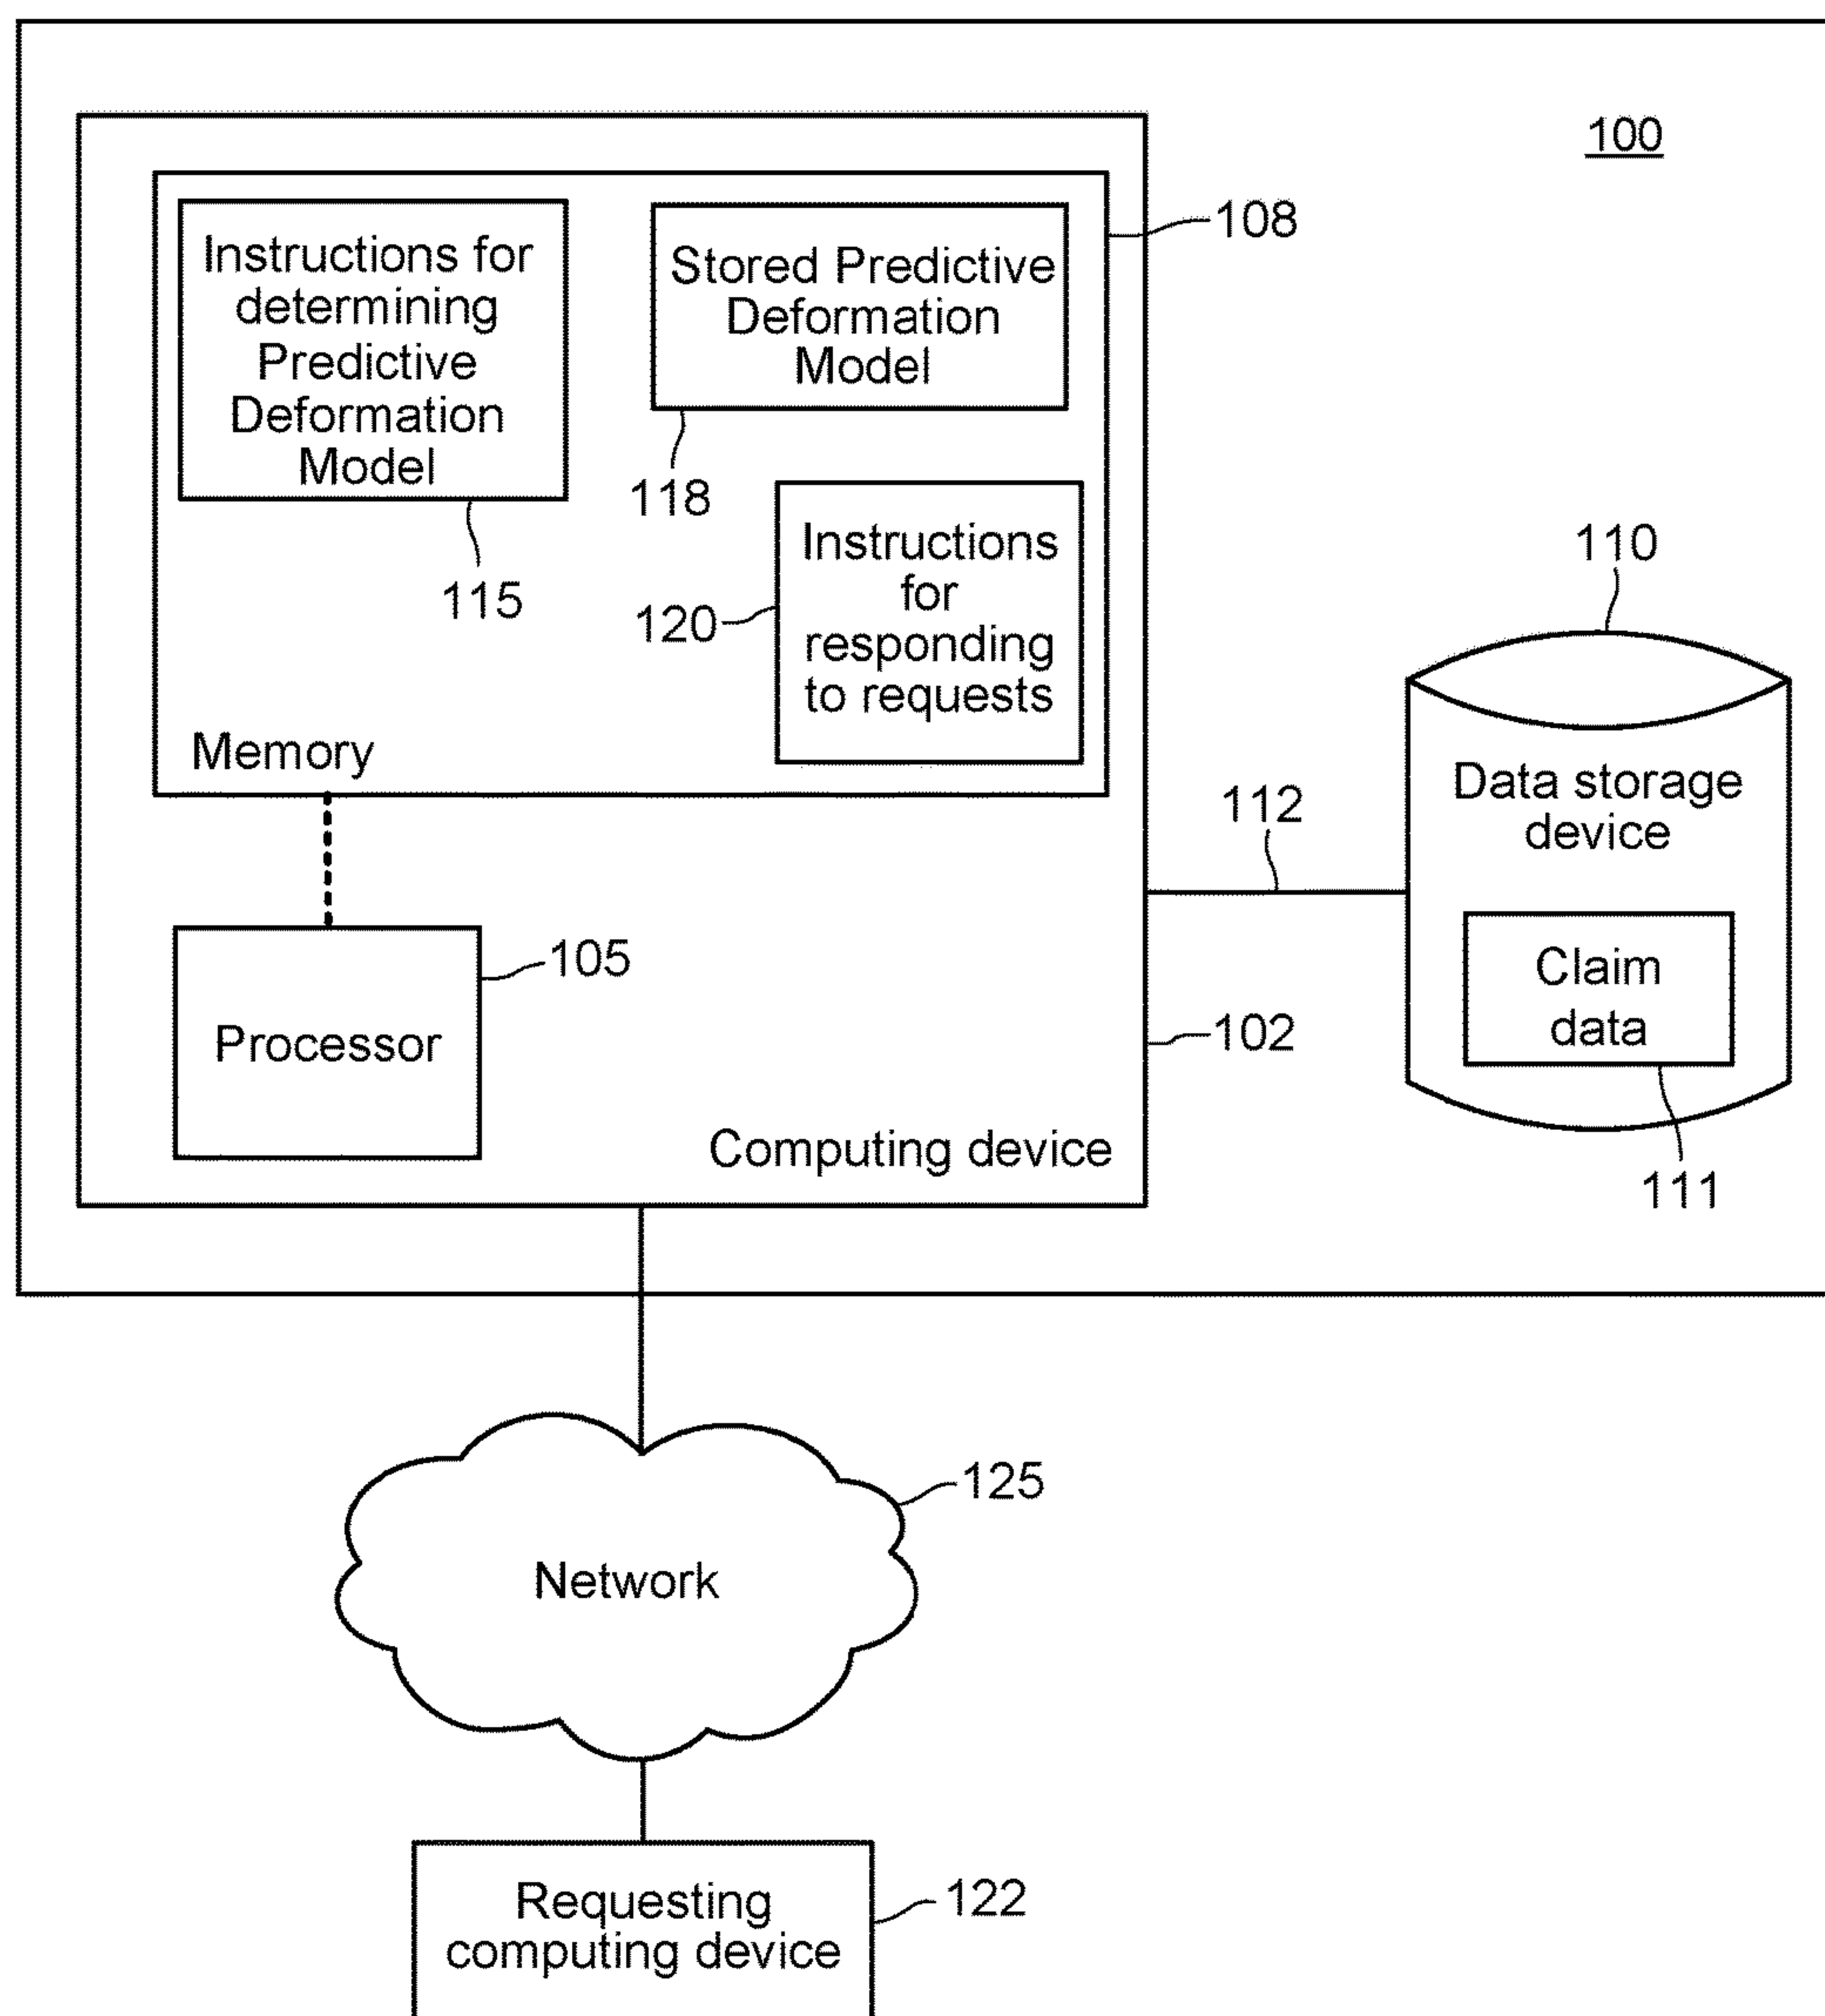 100
108
Instructions for
determining
Predictive
Deformation
Model
115
Stored Predictive
Deformation
Model
118
Instructions
for
responding
to requests
120
Memory
110
Data storage
device
112
Claim
data
111
Processor
105
102
Computing device
Network
125
Requesting
computing device
122